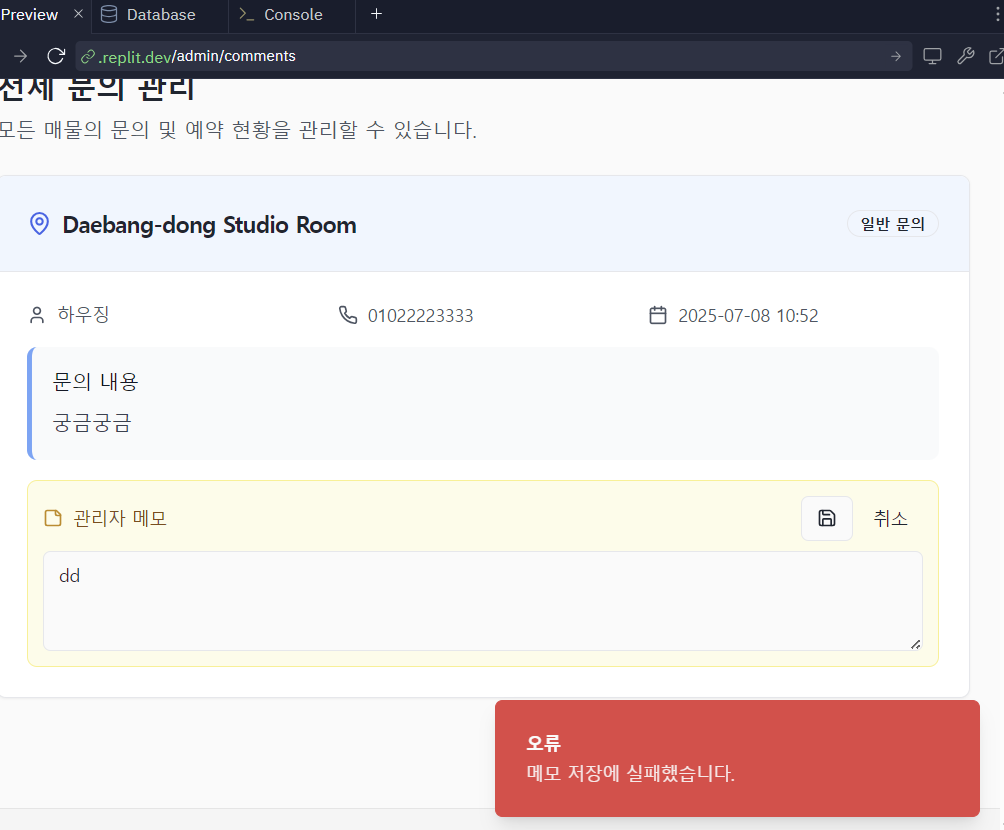 Preview
Database
Console
.replit.dev/admin/comments
전체 문의 관리
모든 매물의 문의 및 예약 현황을 관리할 수 있습니다.
Daebang-dong Studio Room
일반 문의
하우징
01022223333
2025-07-08 10:52
문의 내용
궁금궁금
관리자 메모
취소
dd
오류
메모 저장에 실패했습니다.